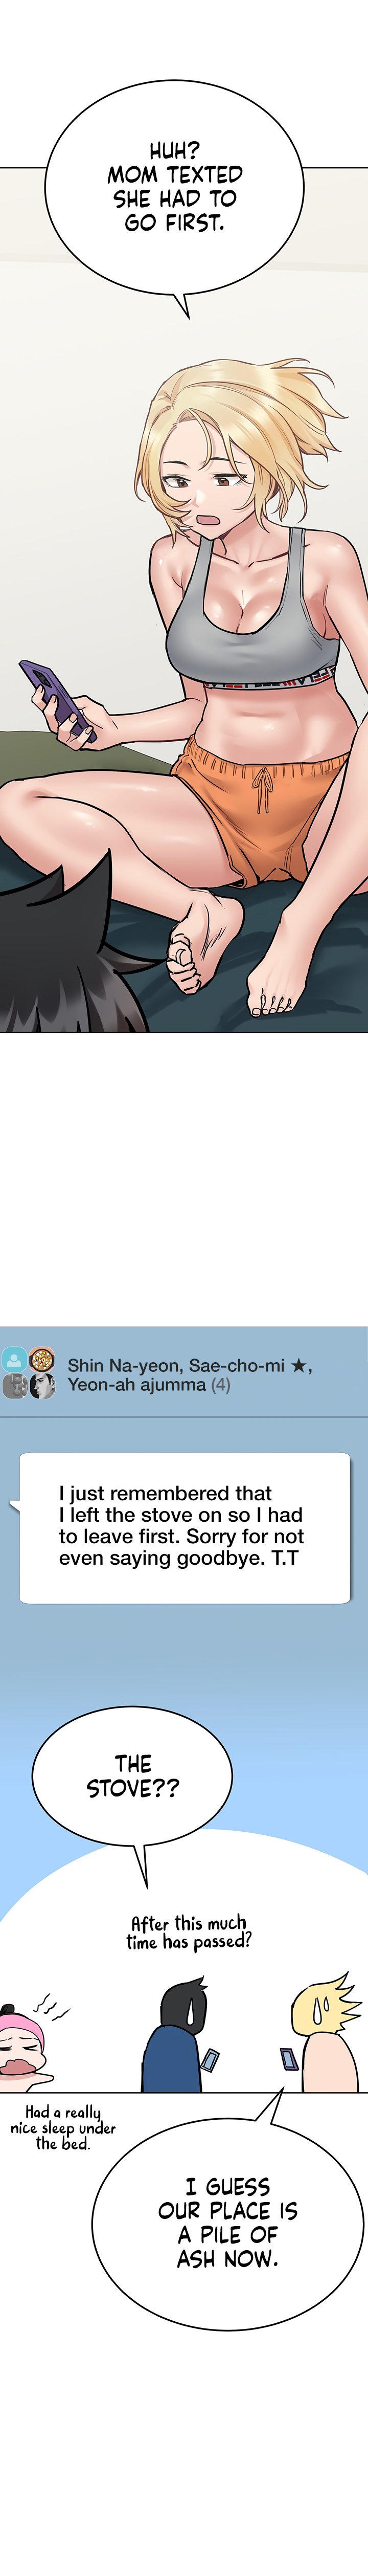 HUH?
MOM TEXTED
SHE HAD TO
GO FIRST.
Shin Na-yeon, Sae-cho-mi ★,
Yeon-ah ajumma (4)
I just remembered that
I left the stove on so I had
to leave first. Sorry for not
even saying goodbye. T.T
THE
STOVE??
After this much
time has passed?
Had a really
nice sleep under
the bed.
I GUESS
OUR PLACE IS
A PILE OF
ASH NOW.